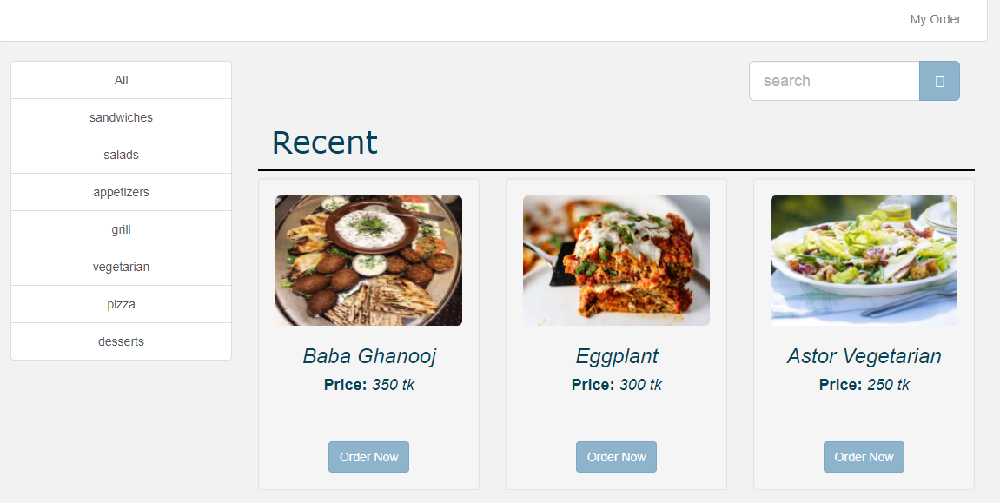 My Order
All
sandwiches
salads
appetizers
grill
vegetarian
pizza
desserts
search
Recent
Baba Ghanooj
Price: 350 tk
Order Now
Eggplant
Price: 300 tk
Order Now
Astor Vegetarian
Price: 250 tk
Order Now